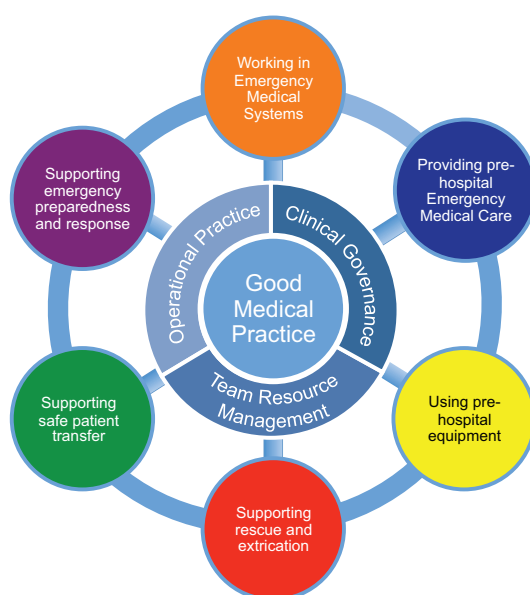 Working in
Emergency
Medical
Systems
Providing pre-
hospital
Emergency
Medical Care
Using pre-
hospital
equipment
Supporting
rescue and
extrication
Supporting
safe patient
transfer
Supporting
emergency
preparedness
and response
Operational Practice
Clinical Governance
Team Resource
Management
Good
Medical
Practice